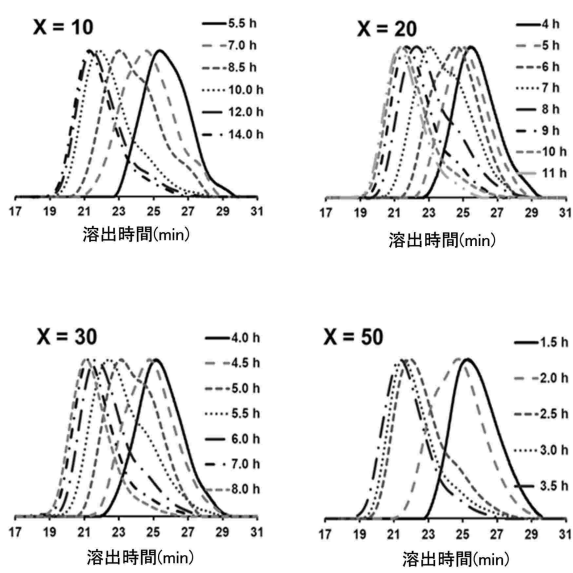 X = 10
5.5 h
7.0 h
8.5 h
10.0 h
12.0 h
14.0 h
17 19 21 23 25 27 29 31
溶出時間(min)
X = 20
4 h
5 h
6 h
7 h
8 h
9 h
10 h
11 h
17 19 21 23 25 27 29 31
溶出時間(min)
X = 30
4.0 h
4.5 h
5.0 h
5.5 h
6.0 h
7.0 h
8.0 h
17 19 21 23 25 27 29 31
溶出時間(min)
X = 50
1.5 h
2.0 h
2.5 h
3.0 h
3.5 h
17 19 21 23 25 27 29 31
溶出時間(min)